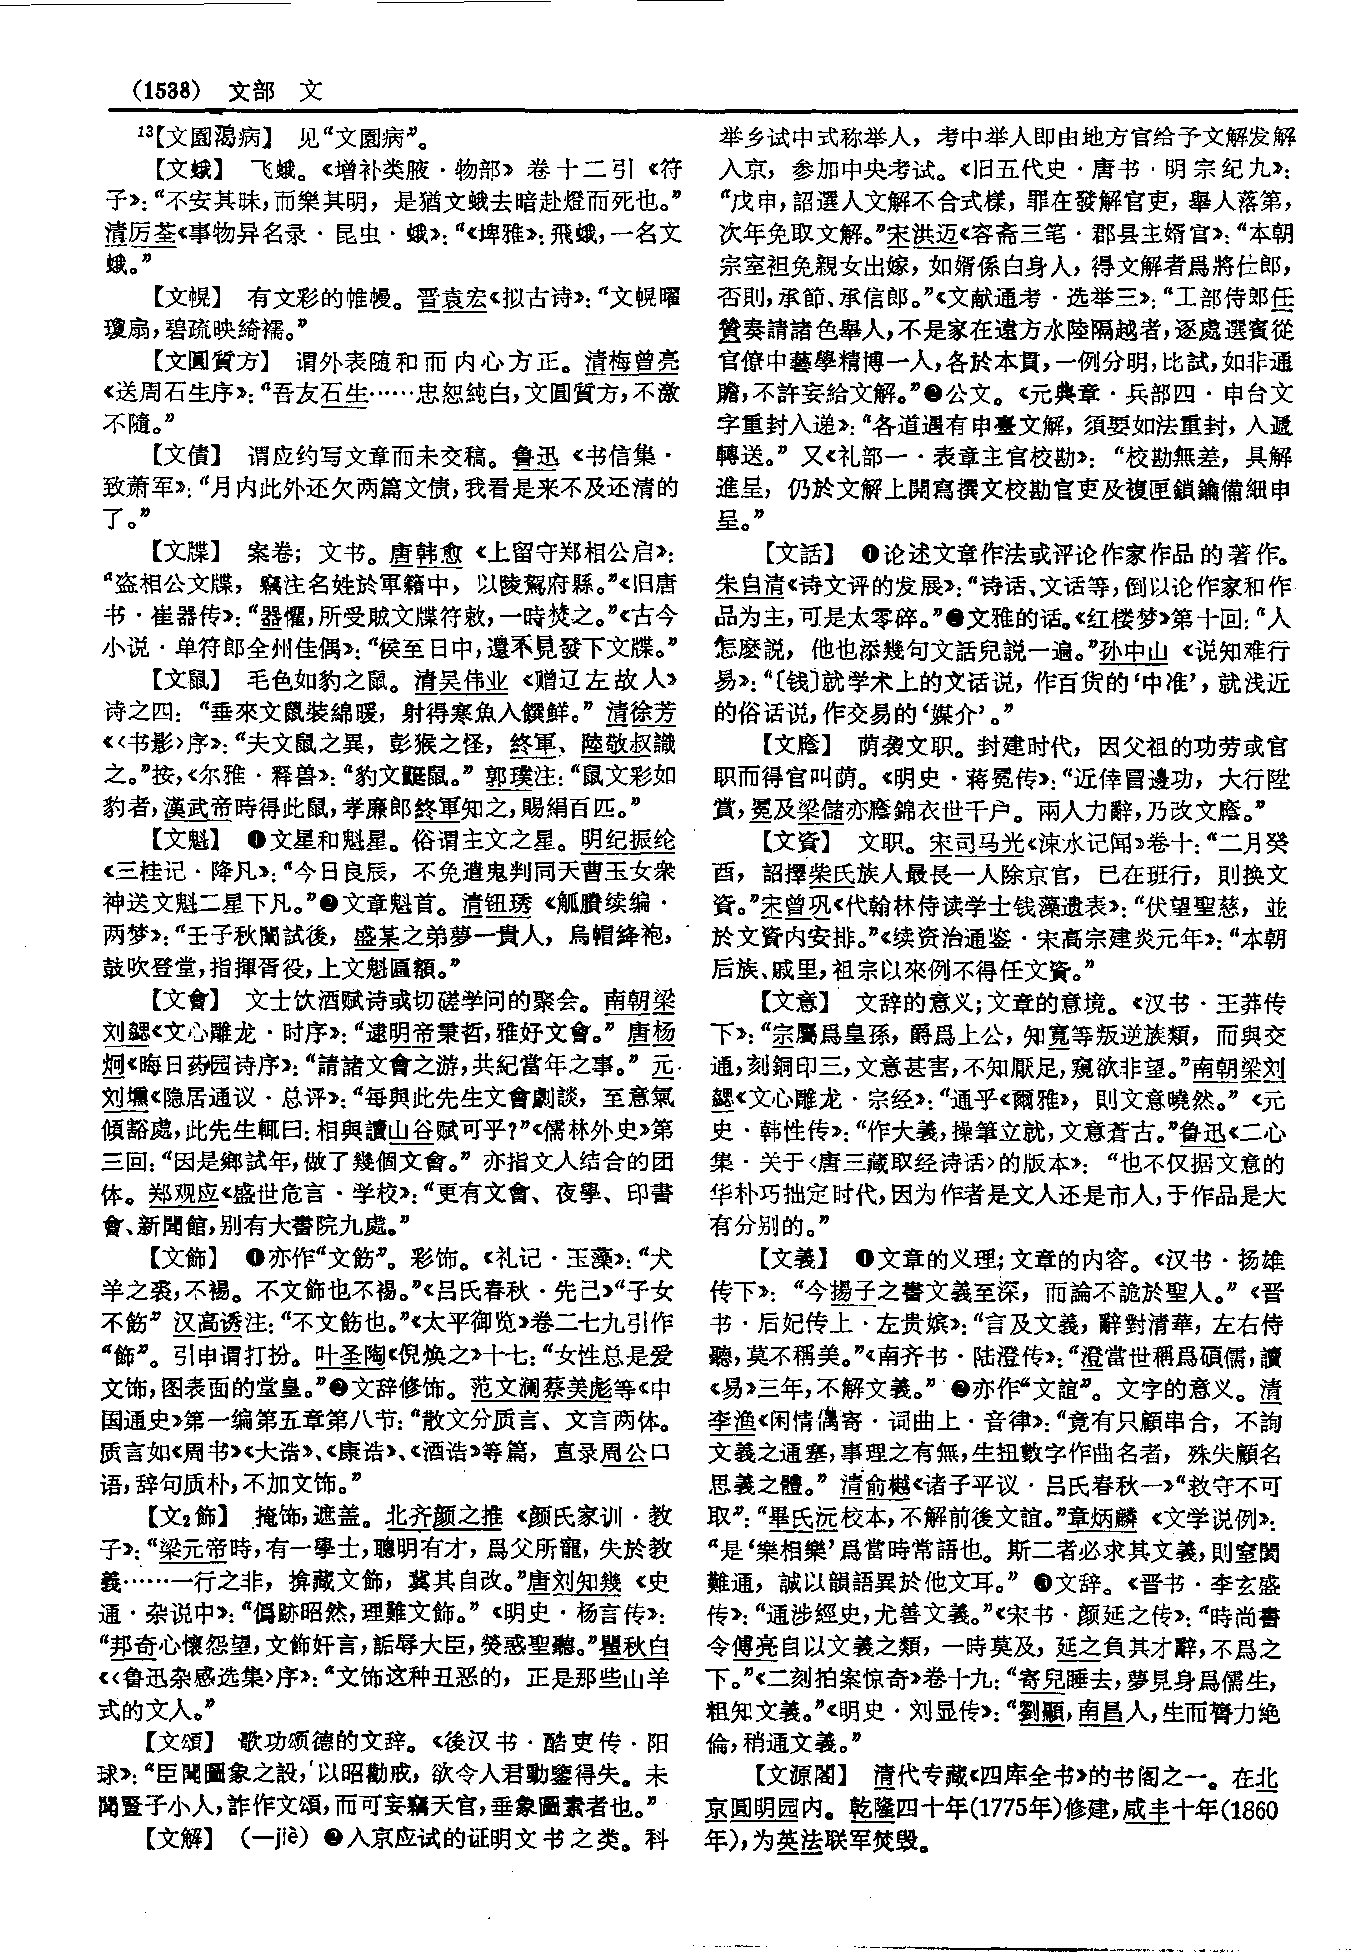 (1538) 文部 文
13【文園渴病】 见“文園病”。
【文蛾】 飞蛾。《增补类腋·物部》卷十二引《符
子》：“不安其昧，而樂其明，是猶文蛾去暗赴燈而死也。”
清厉荃《事物异名录·昆虫·蛾》：“《埤雅》：飛蛾，一名文
蛾。”
【文幌】 有文彩的帷幔。晋袁宏《拟古诗》：“文幌曜
瓊扇，碧疏映綺襦。”
【文圓質方】 谓外表随和而内心方正。清梅曾亮
《送周石生序》：“吾友石生……忠恕純白，文圓質方，不激
不隨。”
【文債】 谓应约写文章而未交稿。鲁迅《书信集·
致萧军》：“月内此外还欠两篇文债，我看是来不及还清的
了。”
【文牒】 案卷；文书。唐韩愈《上留守郑相公启》：
“盗相公文牒，竊注名姓於軍籍中，以陵駕府縣。”《旧唐
书·崔器传》：“器懼，所受賊文牒符敕，一時焚之。”《古今
小说·单符郎全州佳偶》：“侯至日中，還不見發下文牒。”
【文鼠】 毛色如豹之鼠。清吴伟业《赠辽左故人》
诗之四：“垂來文鼠裝綿暖，射得寒魚入饌鮮。”清徐芳
《〈书影〉序》：“夫文鼠之異，彭猴之怪，終軍、陸敬叔識
之。”按，《尔雅·释兽》：“豹文鼮鼠。”郭璞注：“鼠文彩如
豹者，漢武帝時得此鼠，孝廉郎終軍知之，賜絹百匹。”
【文魁】 ❶文星和魁星。俗谓主文之星。明纪振纶
《三桂记·降凡》：“今日良辰，不免遣鬼判同天曹玉女衆
神送文魁二星下凡。”❷文章魁首。清钮琇《觚賸续编·
两梦》：“壬子秋闈試後，盛某之弟夢一貴人，烏帽絳袍，
鼓吹登堂，指揮胥役，上文魁匾額。”
【文會】 文士饮酒赋诗或切磋学问的聚会。南朝梁
刘勰《文心雕龙·时序》：“逮明帝秉哲，雅好文會。”唐杨
炯《晦日药园诗序》：“請諸文會之游，共紀當年之事。”元
刘壎《隐居通议·总评》：“每與此先生文會劇談，至意氣
傾豁處，此先生輒曰：相與讀山谷赋可乎？”《儒林外史》第
三回：“因是鄉試年，做了幾個文會。”亦指文人结合的团
体。郑观应《盛世危言·学校》：“更有文會、夜學、印書
會、新聞館，别有大書院九處。”
【文飾】 ❶亦作“文飭”。彩饰。《礼记·玉藻》：“犬
羊之裘，不裼。不文飾也不裼。”《吕氏春秋·先己》“子女
不飭” 汉高诱注：“不文飭也。”《太平御览》卷二七九引作
“飾”。引申谓打扮。叶圣陶《倪焕之》十七：“女性总是爱
文饰，图表面的堂皇。”❷文辞修饰。范文澜蔡美彪等《中
国通史》第一编第五章第八节：“散文分质言、文言两体。
质言如《周书》《大诰》、《康诰》、《酒诰》等篇，直录周公口
语，辞句质朴，不加文饰。”
【文₂飾】 掩饰，遮盖。北齐颜之推《颜氏家训·教
子》：“梁元帝時，有一學士，聰明有才，爲父所寵，失於教
義……一行之非，揜藏文飾，冀其自改。”唐刘知幾《史
通·杂说中》：“僞跡昭然，理難文飾。”《明史·杨言传》：
“邦奇心懷怨望，文飾奸言，詬辱大臣，熒惑聖聽。”瞿秋白
《〈鲁迅杂感选集〉序》：“文饰这种丑恶的，正是那些山羊
式的文人。”
【文頌】 歌功颂德的文辞。《後汉书·酷吏传·阳
球》：“臣聞圖象之設，以昭勸戒，欲令人君動鑒得失。未
聞豎子小人，詐作文頌，而可妄竊天官，垂象圖素者也。”
【文解】 （—jiè）❷入京应试的证明文书之类。科
举乡试中式称举人，考中举人即由地方官给予文解发解
入京，参加中央考试。《旧五代史·唐书·明宗纪九》：
“戊申，詔選人文解不合式樣，罪在發解官吏，舉人落第，
次年免取文解。”宋洪迈《容斋三笔·郡县主婿官》：“本朝
宗室袒免親女出嫁，如婿係白身人，得文解者爲將仕郎，
否則，承節、承信郎。”《文献通考·选举三》：“工部侍郎任
贊奏請諸色舉人，不是家在遠方水陸隔越者，逐處選賓從
官僚中藝學精博一人，各於本貫，一例分明，比試，如非通
贍，不許妄給文解。”❷公文。《元典章·兵部四·申台文
字重封入递》：“各道遇有申臺文解，須要如法重封，入遞
轉送。”又《礼部一·表章主官校勘》：“校勘無差，具解
進呈，仍於文解上開寫撰文校勘官吏及複匣鎖鑰備細申
呈。”
【文話】 ❶论述文章作法或评论作家作品的著作。
朱自清《诗文评的发展》：“诗话、文话等，倒以论作家和作
品为主，可是太零碎。”❷文雅的话。《红楼梦》第十回：“人
怎麽説，他也添幾句文話兒説一遍。”孙中山《说知难行
易》：“〔钱〕就学术上的文话说，作百货的‘中准’，就浅近
的俗话说，作交易的‘媒介’。”
【文廕】 荫袭文职。封建时代，因父祖的功劳或官
职而得官叫荫。《明史·蒋冕传》：“近倖冒邊功，大行陞
賞，冕及梁儲亦廕錦衣世千户。兩人力辭，乃改文廕。”
【文資】 文职。宋司马光《涑水记闻》卷十：“二月癸
酉，詔擇柴氏族人最長一人除京官，已在班行，則换文
資。”宋曾巩《代翰林侍读学士钱藻遗表》：“伏望聖慈，並
於文資内安排。”《续资治通鉴·宋高宗建炎元年》：“本朝
后族、戚里，祖宗以來例不得任文資。”
【文意】 文辞的意义；文章的意境。《汉书·王莽传
下》：“宗屬爲皇孫，爵爲上公，知寬等叛逆族類，而與交
通，刻銅印三，文意甚害，不知厭足，窺欲非望。”南朝梁刘
勰《文心雕龙·宗经》：“通乎《爾雅》，則文意曉然。”《元
史·韩性传》：“作大義，操筆立就，文意蒼古。”鲁迅《二心
集·关于〈唐三藏取经诗话〉的版本》：“也不仅据文意的
华朴巧拙定时代，因为作者是文人还是市人，于作品是大
有分别的。”
【文義】 ❶文章的义理；文章的内容。《汉书·扬雄
传下》：“今揚子之書文義至深，而論不詭於聖人。”《晋
书·后妃传上·左贵嫔》：“言及文義，辭對清華，左右侍
聽，莫不稱美。”《南齐书·陆澄传》：“澄當世稱爲碩儒，讀
《易》三年，不解文義。”❷亦作“文誼”。文字的意义。清
李渔《闲情偶寄·词曲上·音律》：“竟有只顧串合，不詢
文義之通塞，事理之有無，生扭數字作曲名者，殊失顧名
思義之體。”清俞樾《诸子平议·吕氏春秋一》“救守不可
取”：“畢氏沅校本，不解前後文誼。”章炳麟《文学说例》：
“是‘樂相樂’爲當時常語也。斯二者必求其文義，則窒閡
難通，誠以韻語異於他文耳。”❸文辞。《晋书·李玄盛
传》：“通涉經史，尤善文義。”《宋书·颜延之传》：“時尚書
令傅亮自以文義之類，一時莫及，延之負其才辭，不爲之
下。”《二刻拍案惊奇》卷十九：“寄兒睡去，夢見身爲儒生，
粗知文義。”《明史·刘显传》：“劉顯，南昌人，生而膂力絶
倫，稍通文義。”
【文源閣】 清代专藏《四库全书》的书阁之一。在北
京圆明园内。乾隆四十年(1775年)修建，咸丰十年(1860
年)，为英法联军焚毁。